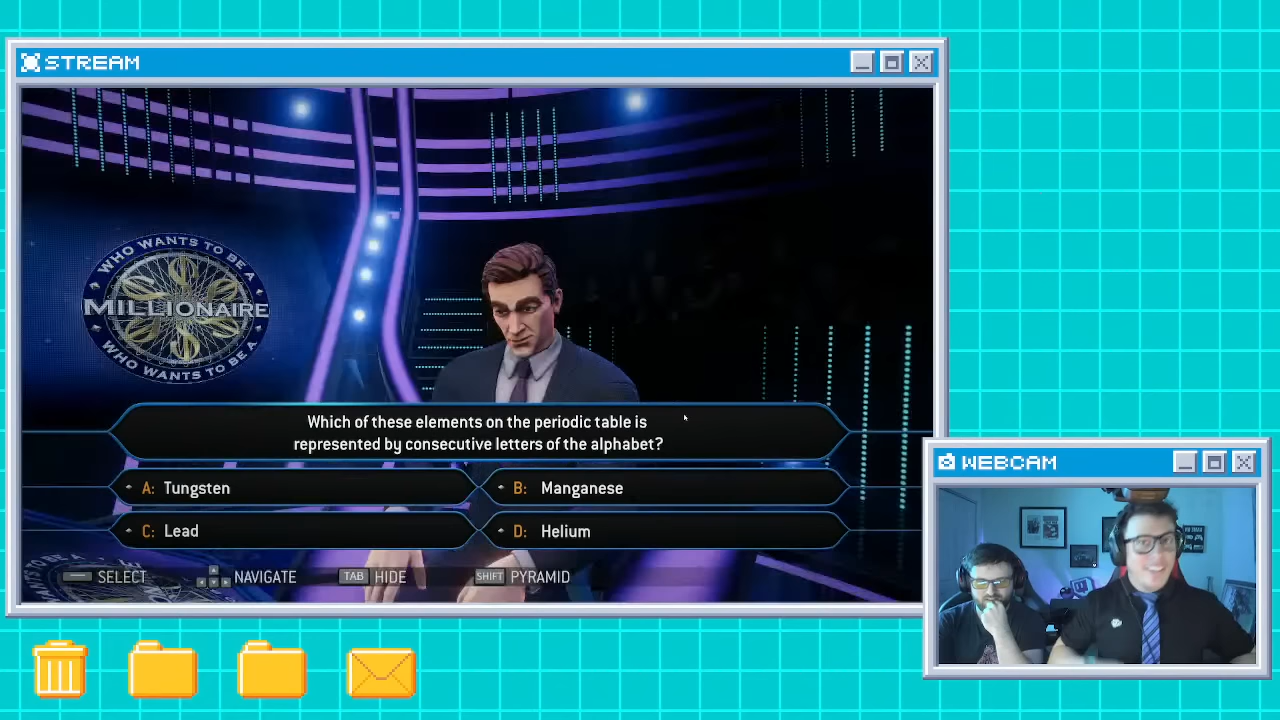 STREAM
WHO WANTS TO BE A
MILLIONAIRE
WHO WANTS TO BE A
Which of these elements on the periodic table is
represented by consecutive letters of the alphabet?
A: Tungsten
B: Manganese
C: Lead
D: Helium
SELECT
NAVIGATE
TAB HIDE
SHIFT PYRAMID
WEBCAM